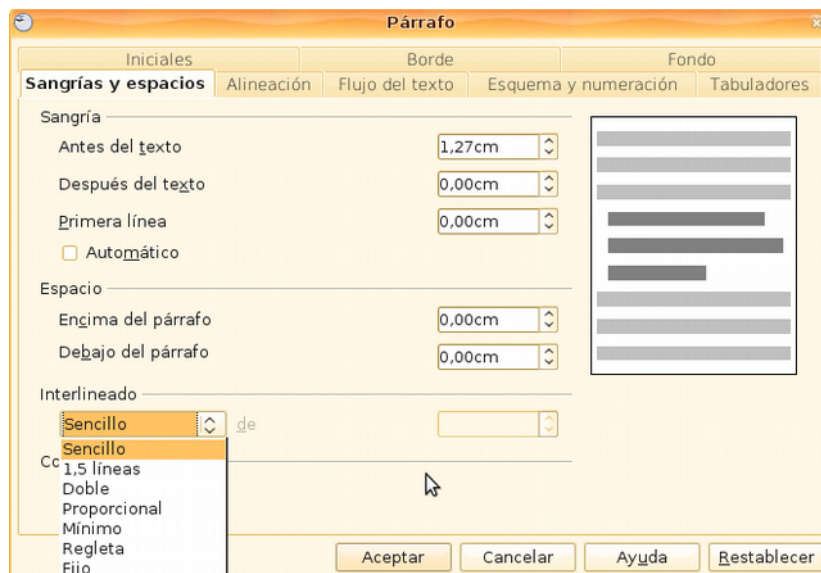 Párrafo
Iniciales Borde Fondo
Sangrías y espacios Alineación Flujo del texto Esquema y numeración Tabuladores
Sangría
Antes del texto 1,27cm
Después del texto 0,00cm
Primera línea 0,00cm
Automático
Espacio
Encima del párrafo 0,00cm
Debajo del párrafo 0,00cm
Interlineado
Sencillo de
Sencillo
Co
1,5 líneas
Doble
Proporcional
Mínimo
Regleta
Fijo
Aceptar Cancelar Ayuda Restablecer